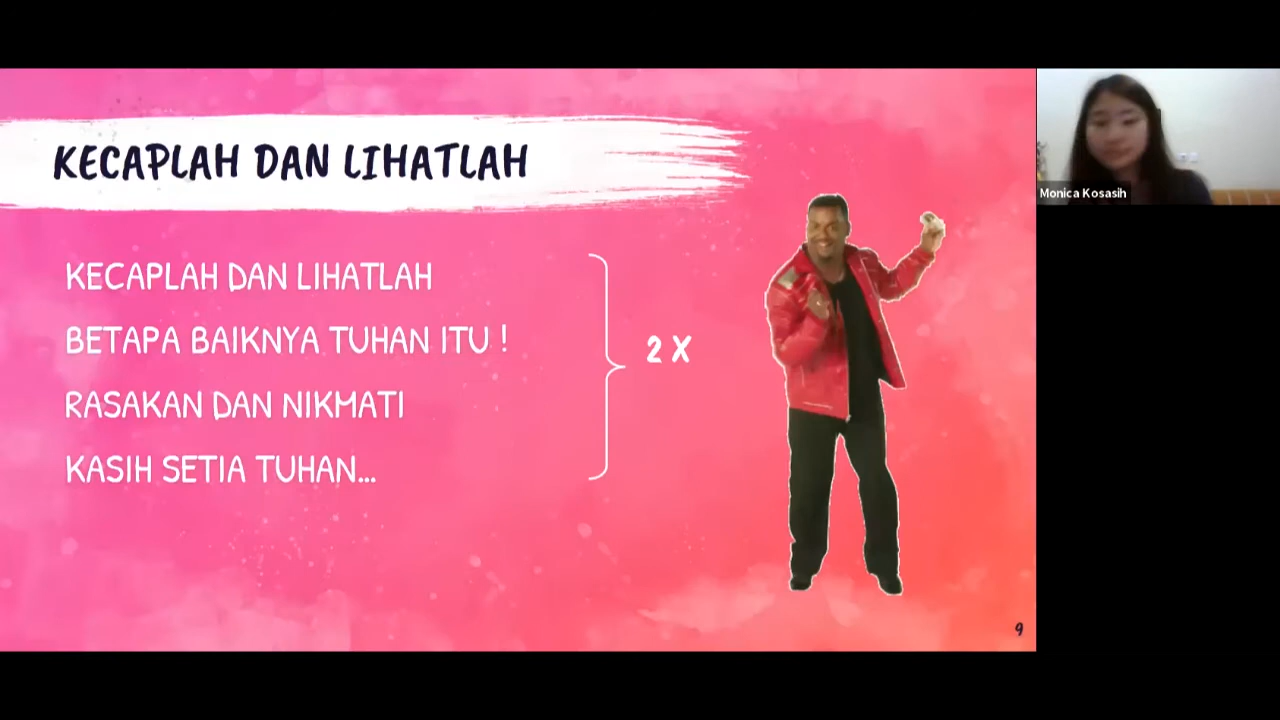 KECAPLAH DAN LIHATLAH
KECAPLAH DAN LIHATLAH
BETAPA BAIKNYA TUHAN ITU !
RASAKAN DAN NIKMATI
KASIH SETIA TUHAN...
2 X
9
Monica Kosasih